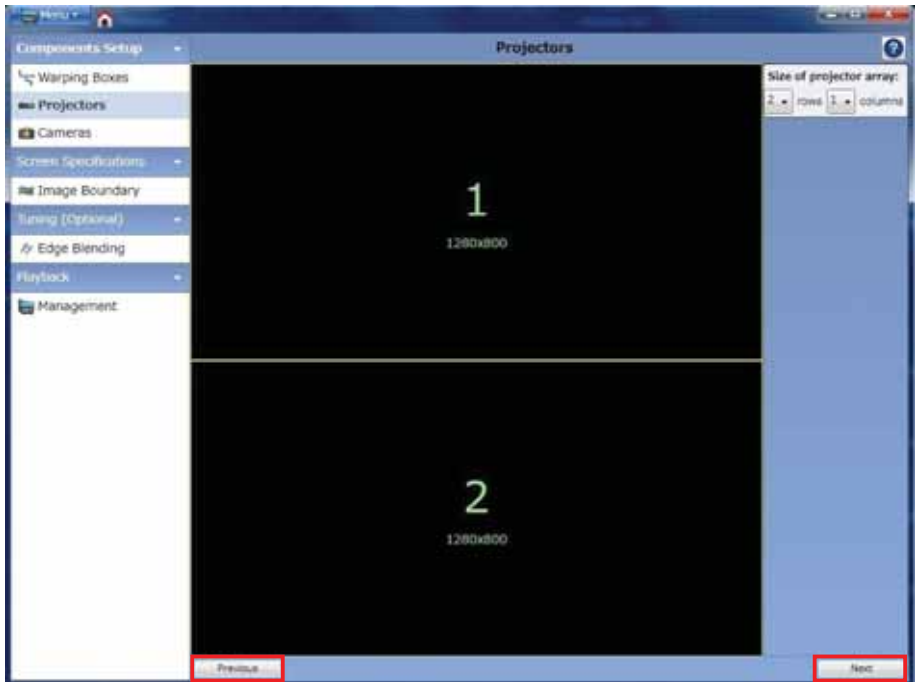 Menu
Components Setup
Projectors
Warping Boxes
Size of projector array:
Projectors
2 rows 1 columns
Cameras
Screen Specifications
Image Boundary
1
Tuning (Optional)
1280x800
Edge Blending
Playback
Management
2
1280x800
Previous
Next